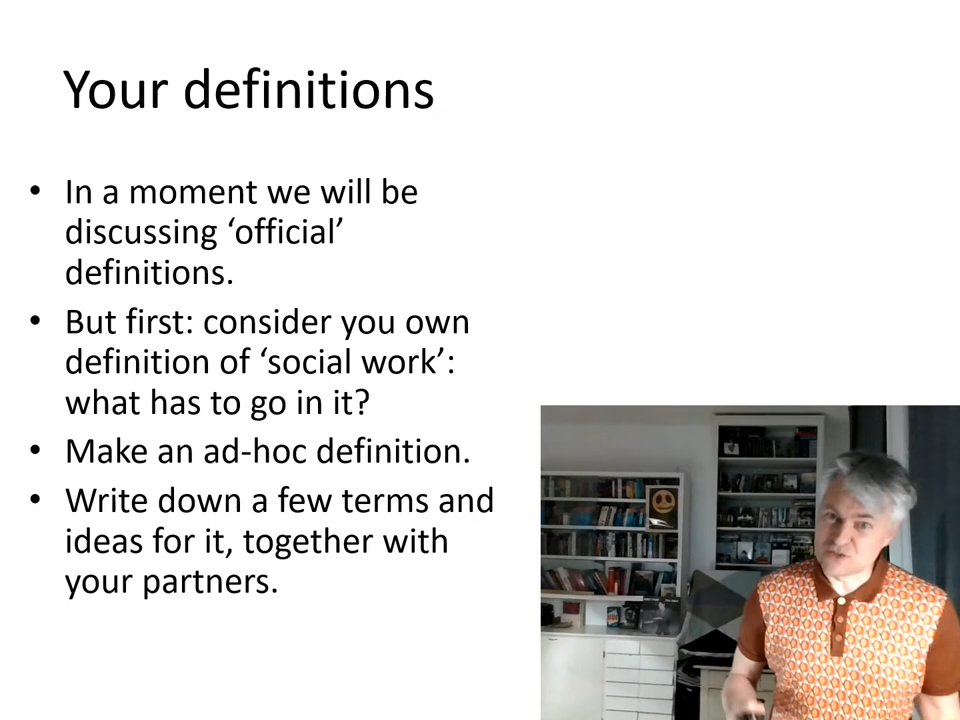 Your definitions
• In a moment we will be
discussing ‘official’
definitions.
• But first: consider you own
definition of ‘social work’:
what has to go in it?
• Make an ad-hoc definition.
• Write down a few terms and
ideas for it, together with
your partners.